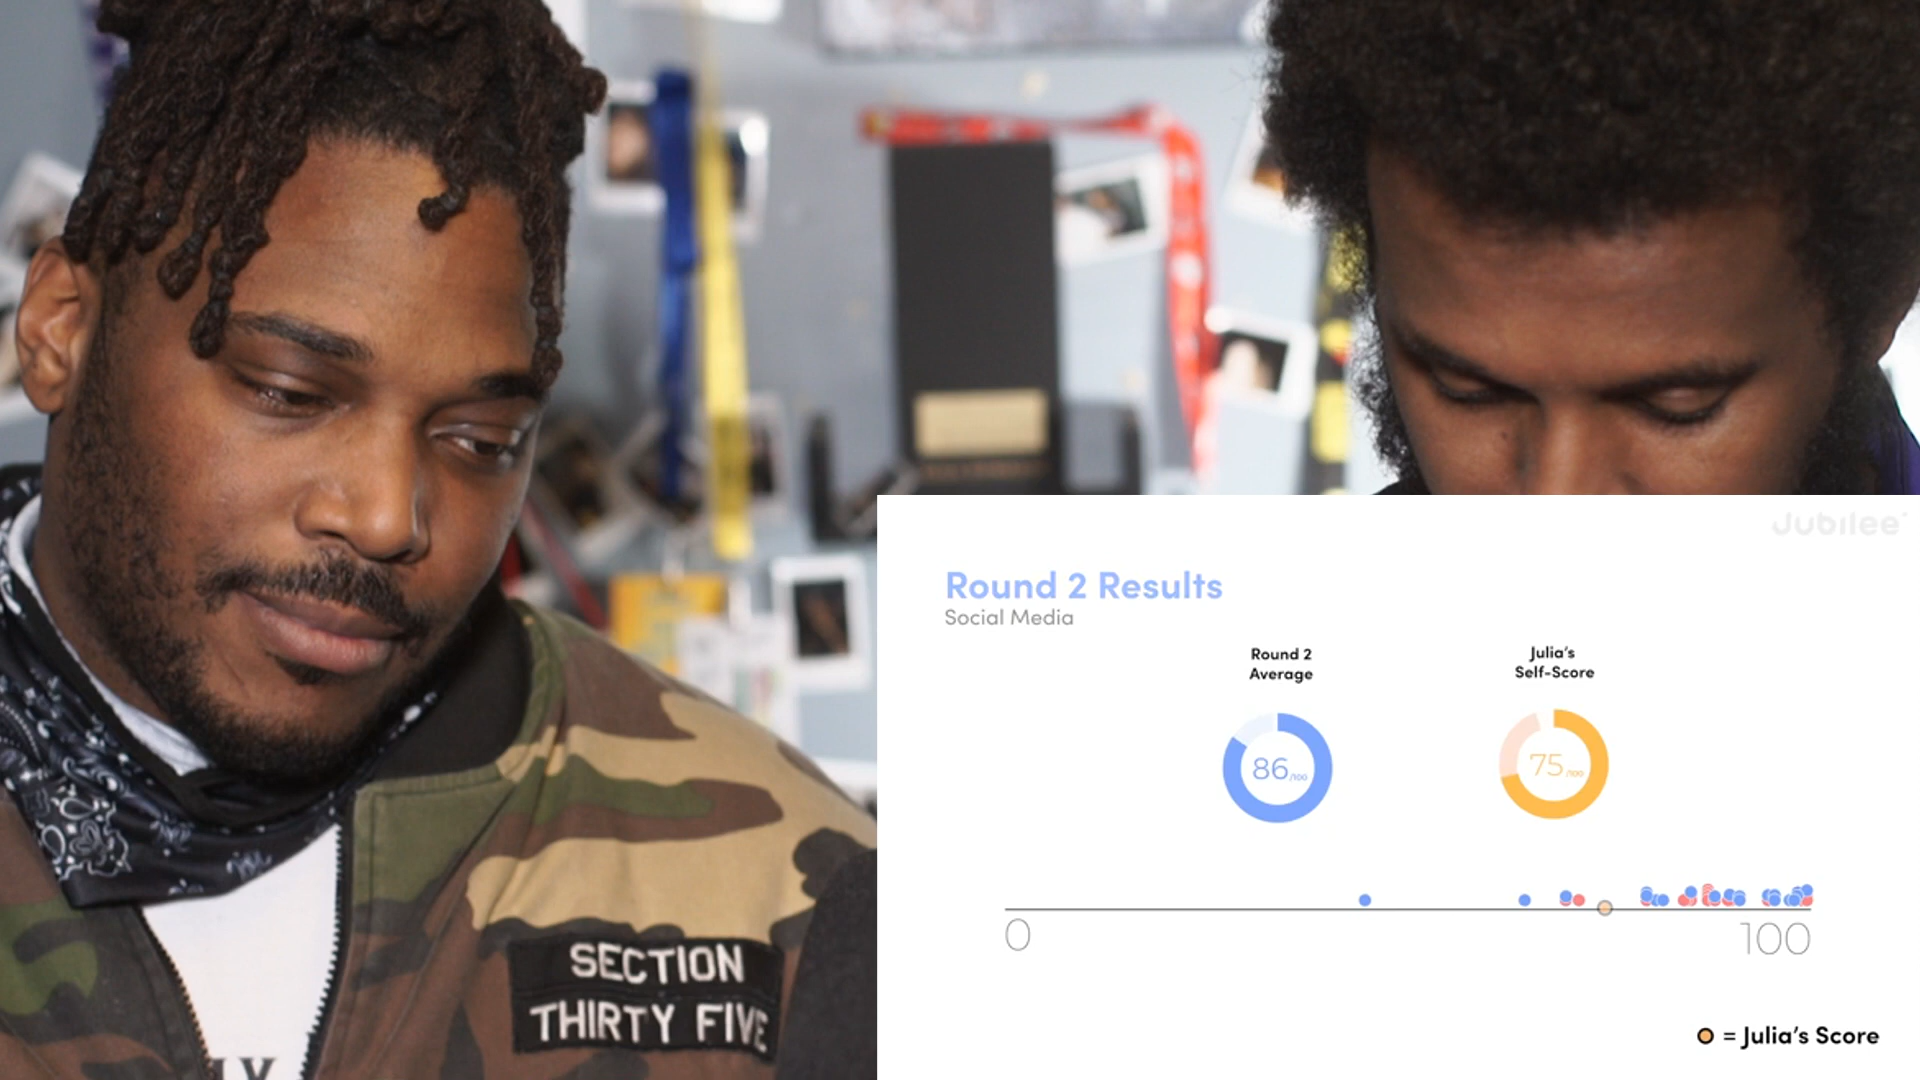 Jubilee
Round 2 Results
Social Media
Round 2
Average
Julia's
Self-Score
86/100
75/100
0
100
= Julia's Score
SECTION
THIRTY FIVE